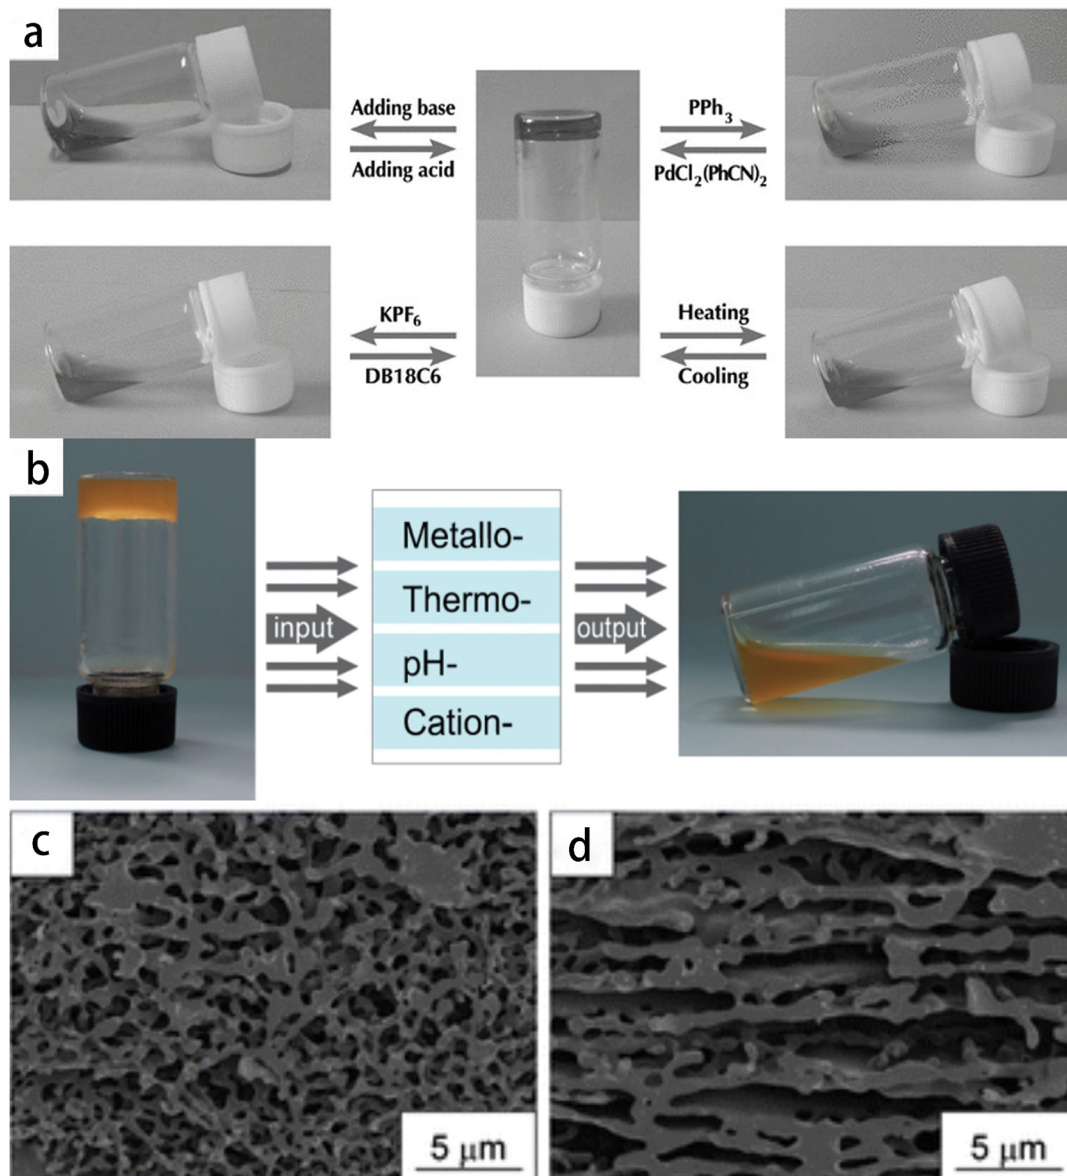 a
Adding base
Adding acid
PPh3
PdCl2(PhCN)2
KPF6
DB18C6
Heating
Cooling
b
input
Metallo-
Thermo-
pH-
Cation-
output
c
5 μm
d
5 μm